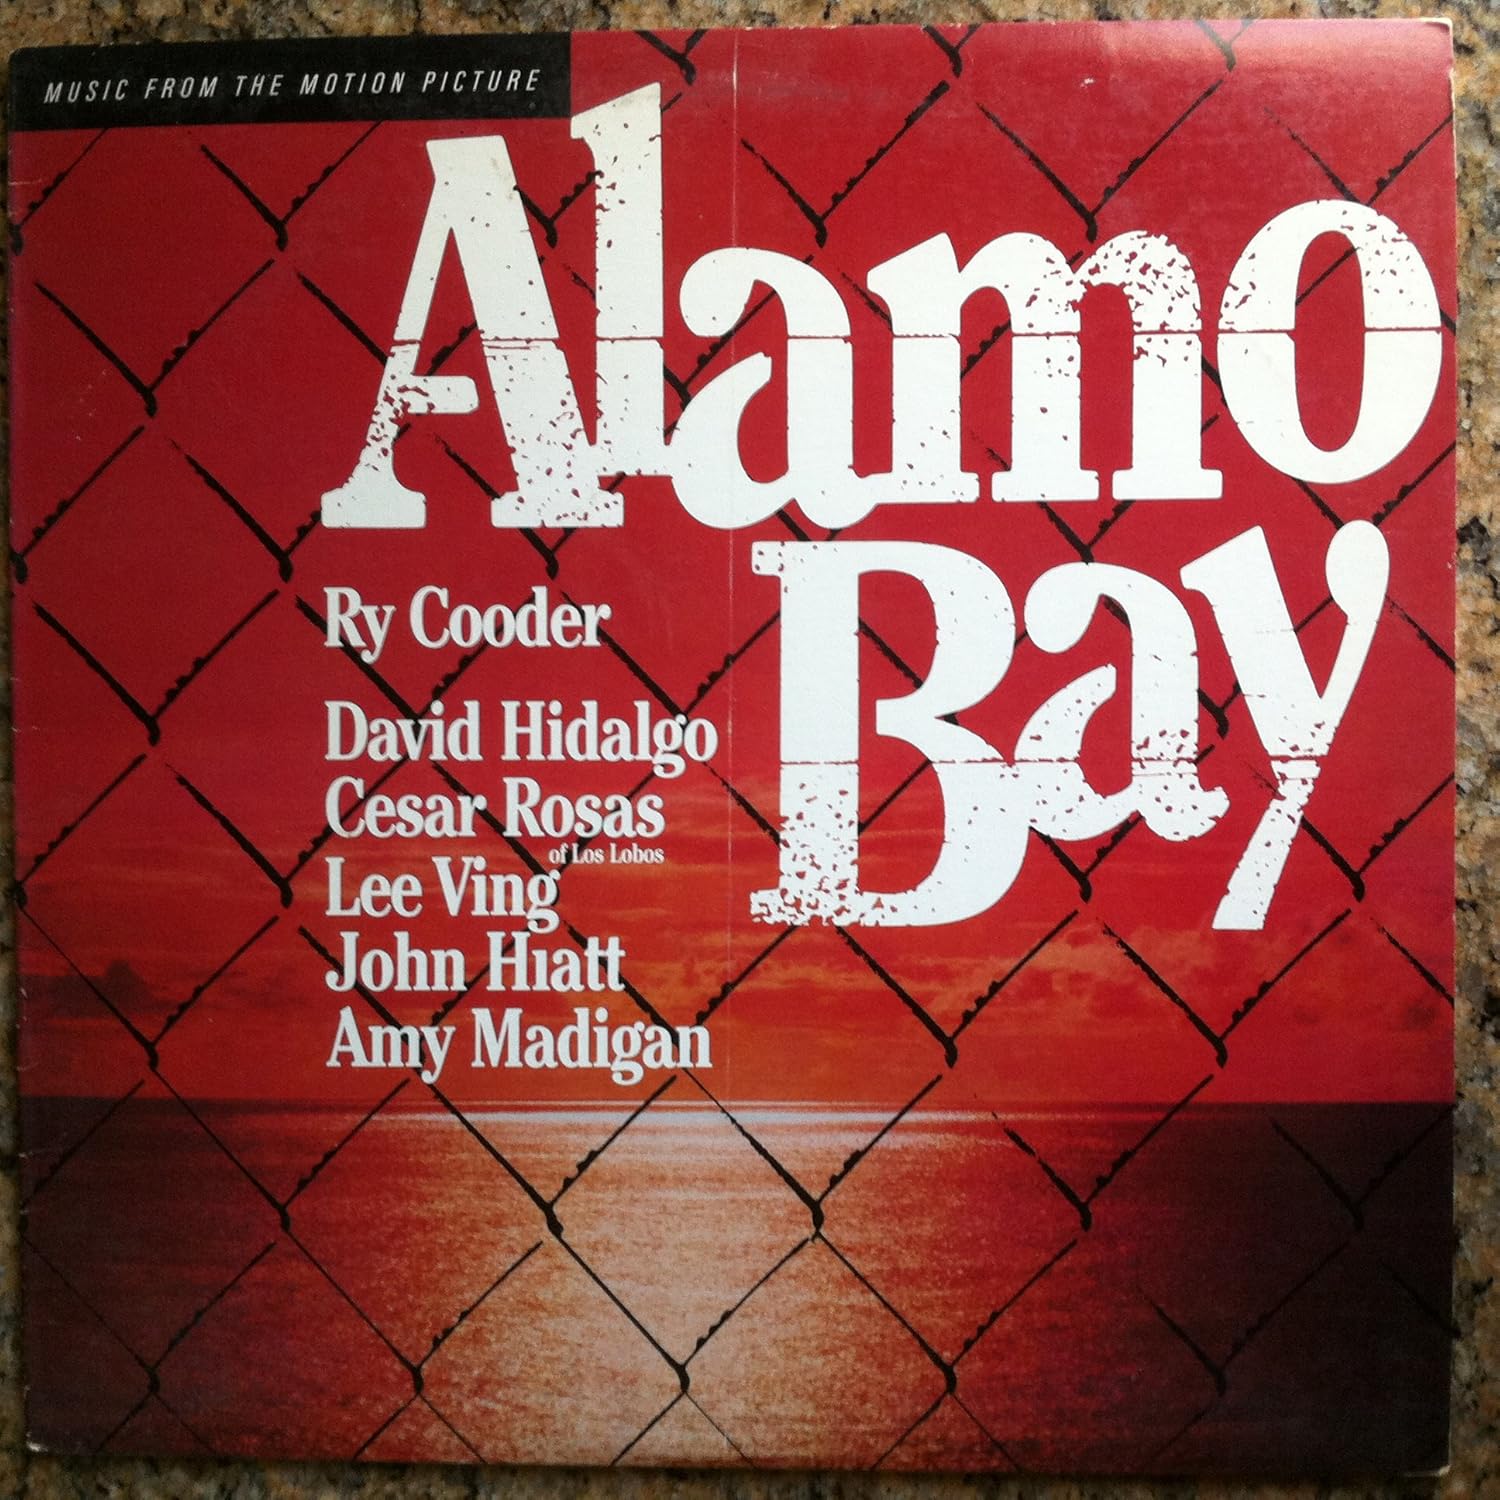 MUSIC FROM THE MOTION PICTURE
Alamo
Bay
Ry Cooder
David Hidalgo
Cesar Rosas
of Los Lobos
Lee Ving
John Hiatt
Amy Madigan